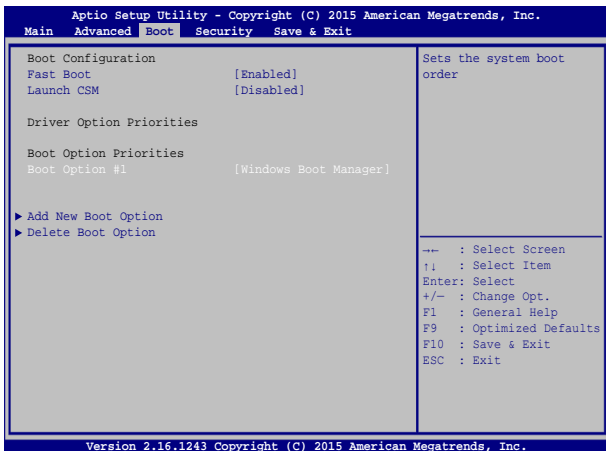 Aptio Setup Utility - Copyright (C) 2015 American Megatrends, Inc.
Main Advanced Boot Security Save & Exit
Boot Configuration
Fast Boot [Enabled]
Launch CSM [Disabled]
Driver Option Priorities
Boot Option Priorities
Boot Option #1 [Windows Boot Manager]
Add New Boot Option
Delete Boot Option
Sets the system boot
order
→← : Select Screen
↑↓ : Select Item
Enter: Select
+/— : Change Opt.
F1 : General Help
F9 : Optimized Defaults
F10 : Save & Exit
ESC : Exit
Version 2.16.1243 Copyright (C) 2015 American Megatrends, Inc.